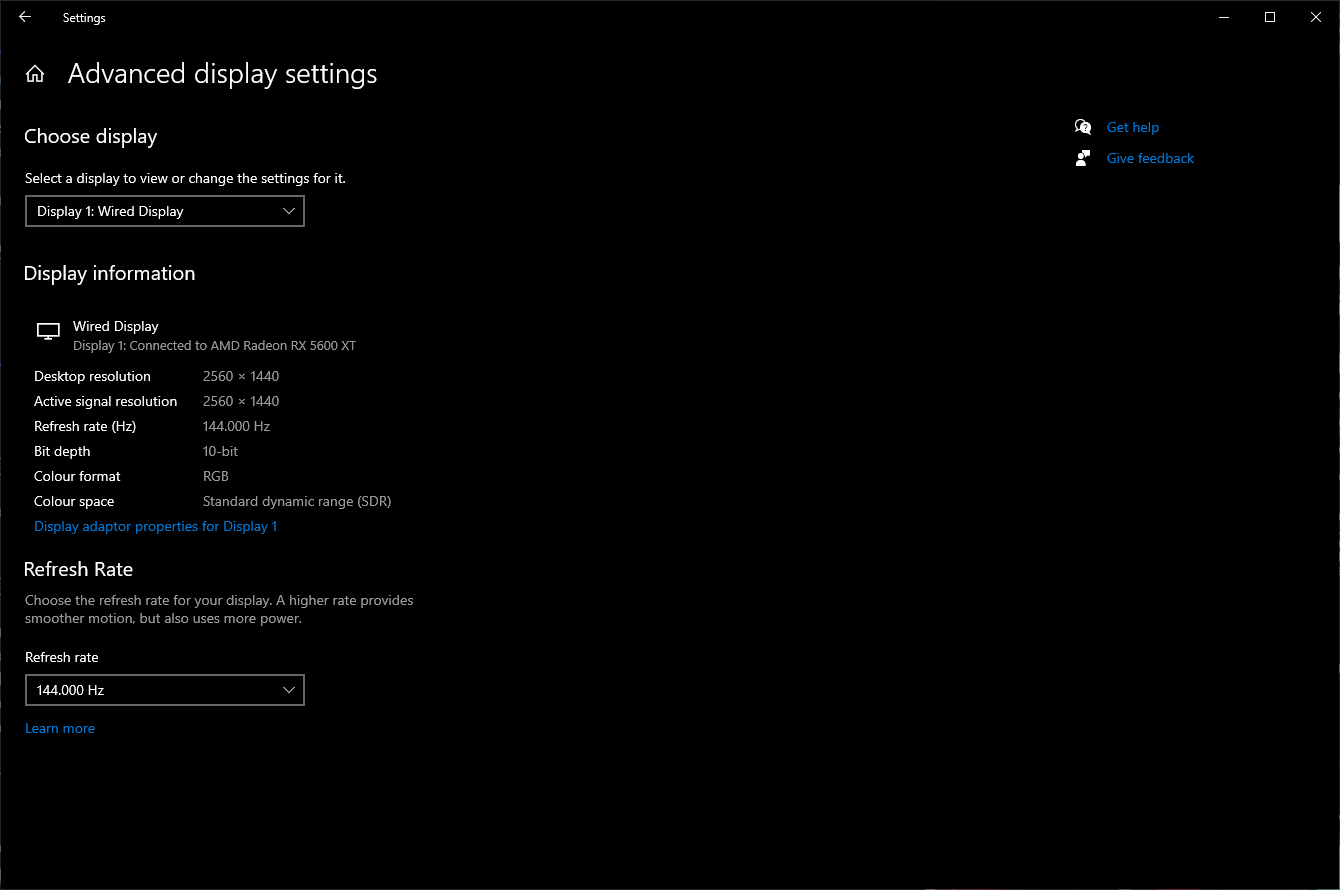 Settings
Advanced display settings
Choose display
Select a display to view or change the settings for it.
Display 1: Wired Display
Display information
Wired Display
Display 1: Connected to AMD Radeon RX 5600 XT
Desktop resolution 2560 × 1440
Active signal resolution 2560 × 1440
Refresh rate (Hz) 144.000 Hz
Bit depth 10-bit
Colour format RGB
Colour space Standard dynamic range (SDR)
Display adaptor properties for Display 1
Refresh Rate
Choose the refresh rate for your display. A higher rate provides
smoother motion, but also uses more power.
Refresh rate
144.000 Hz
Learn more
Get help
Give feedback